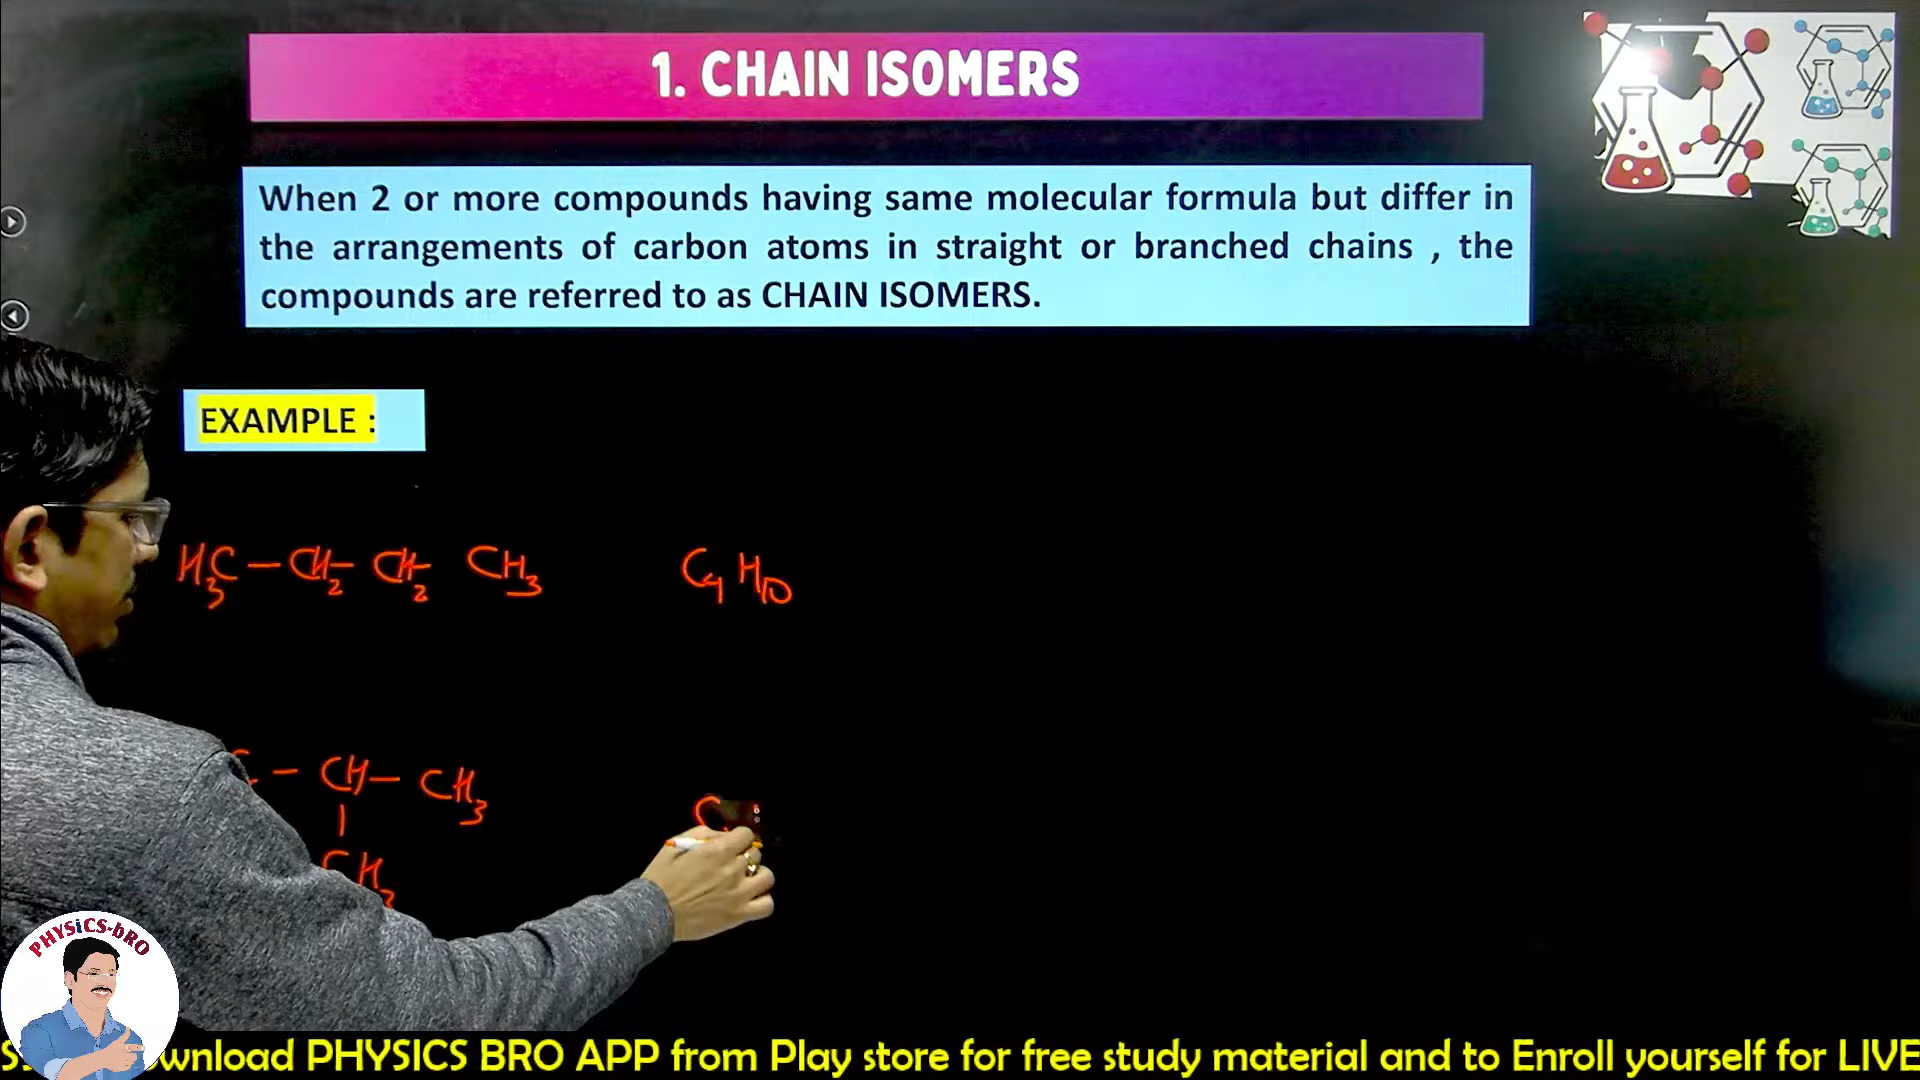 1. CHAIN ISOMERS
When 2 or more compounds having same molecular formula but differ in
the arrangements of carbon atoms in straight or branched chains , the
compounds are referred to as CHAIN ISOMERS.
EXAMPLE :
H3C — CH2 — CH2 CH3 C4 H10
C — CH — CH3
|
CH3
C
PHYSiCS-bRO
wnload PHYSICS BRO APP from Play store for free study material and to Enroll yourself for LIVE